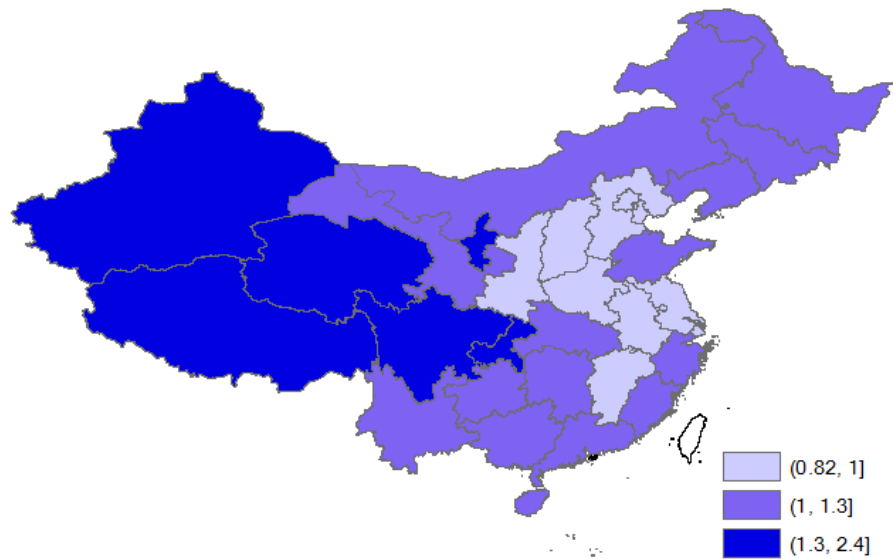 (0.82, 1]
(1, 1.3]
(1.3, 2.4]